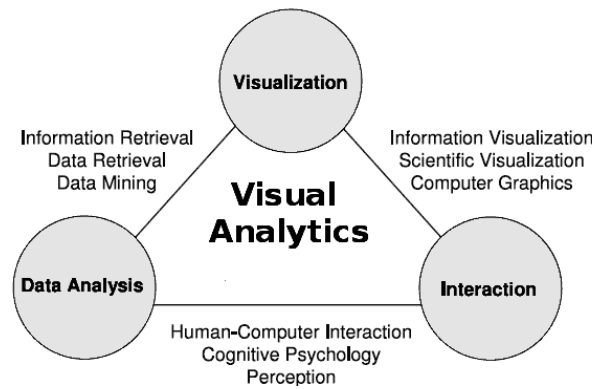 Visualization
Information Retrieval
Data Retrieval
Data Mining
Information Visualization
Scientific Visualization
Computer Graphics
Visual
Analytics
Data Analysis
Interaction
Human-Computer Interaction
Cognitive Psychology
Perception